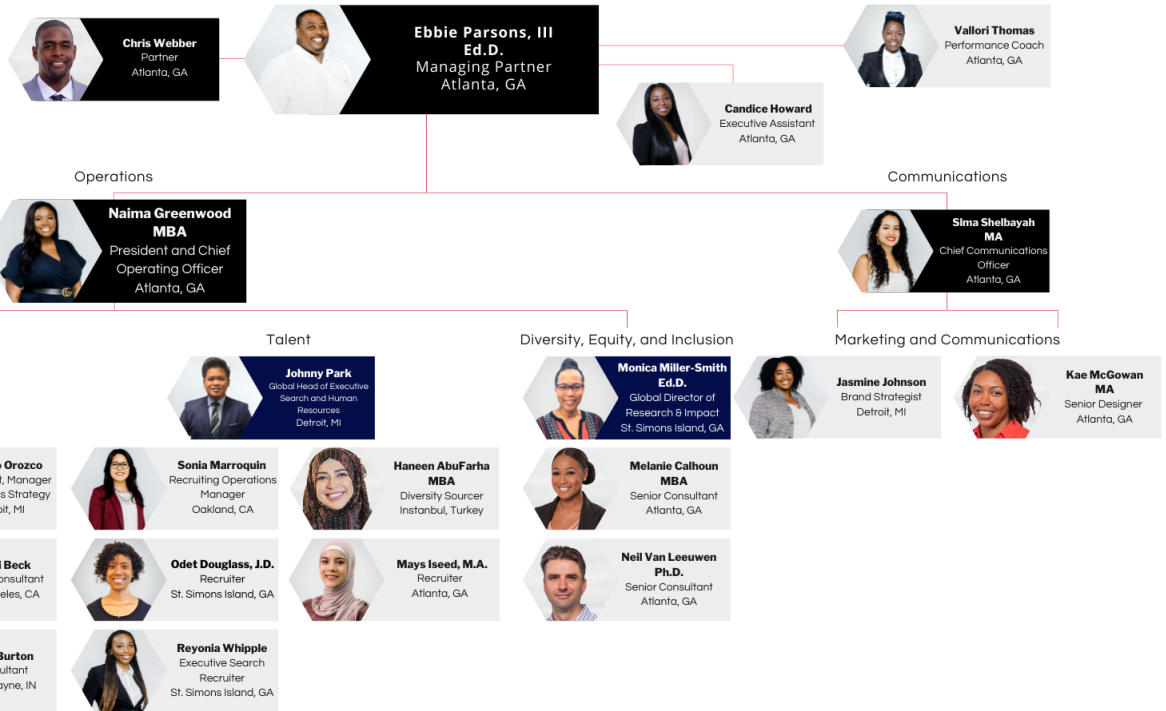 Chris Webber
Partner
Atlanta, GA
Ebbie Parsons, III
Ed.D.
Managing Partner
Atlanta, GA
Vallori Thomas
Performance Coach
Atlanta, GA
Candice Howard
Executive Assistant
Atlanta, GA
Operations
Communications
Naima Greenwood
MBA
President and Chief
Operating Officer
Atlanta, GA
Sima Shelbayah
MA
Chief Communications
Officer
Atlanta, GA
Talent
Diversity, Equity, and Inclusion
Marketing and Communications
Johnny Park
Global Head of Executive
Search and Human
Resources
Detroit, MI
Monica Miller-Smith
Ed.D.
Global Director of
Research & Impact
St. Simons Island, GA
Jasmine Johnson
Brand Strategist
Detroit, MI
Kae McGowan
MA
Senior Designer
Atlanta, GA
Orozco
Manager
Strategy
MI
Sonia Marroquin
Recruiting Operations
Manager
Oakland, CA
Haneen AbuFarha
MBA
Diversity Sourcer
Instanbul, Turkey
Melanie Calhoun
MBA
Senior Consultant
Atlanta, GA
Beck
CA
Odet Douglass, J.D.
Recruiter
St. Simons Island, GA
Mays Iseed, M.A.
Recruiter
Atlanta, GA
Neil Van Leeuwen
Ph.D.
Senior Consultant
Atlanta, GA
Burton
IN
Reyonia Whipple
Executive Search
Recruiter
St. Simons Island, GA